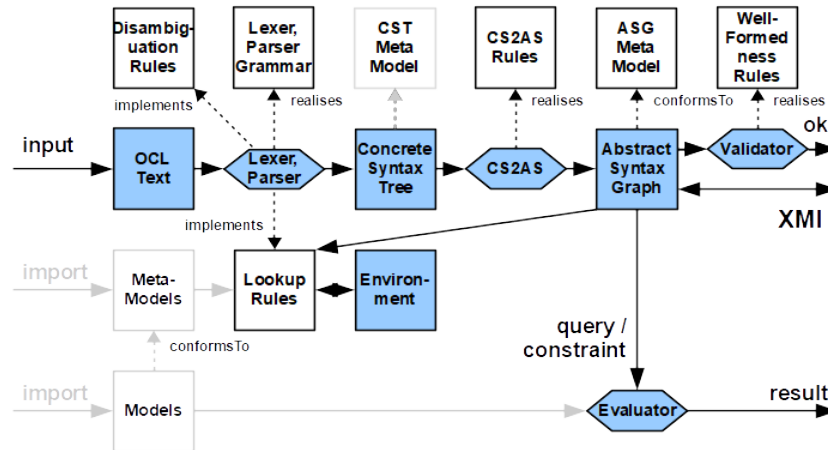 Disambig-
uation
Rules
Lexer,
Parser
Grammar
CST
Meta
Model
CS2AS
Rules
ASG
Meta
Model
Well-
Formed
ness
Rules
implements
realises
realises
conformsTo
realises
input
OCL
Text
Lexer,
Parser
Concrete
Syntax
Tree
CS2AS
Abstract
Syntax
Graph
Validator
ok
XMI
implements
import
Meta-
Models
Lookup
Rules
Environ-
ment
conformsTo
query /
constraint
import
Models
Evaluator
result